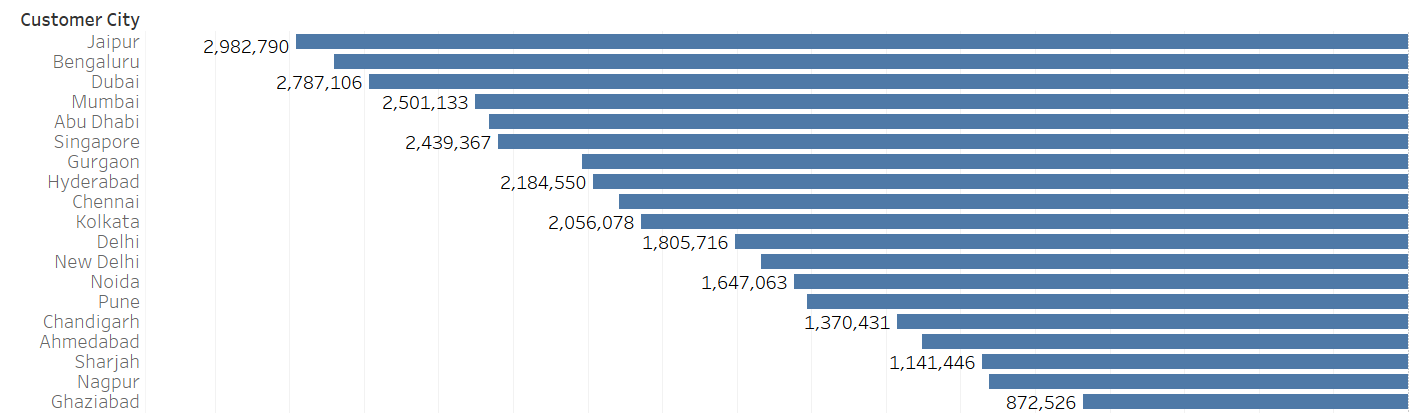 Customer City
Jaipur 2,982,790
Bengaluru
Dubai 2,787,106
Mumbai 2,501,133
Abu Dhabi
Singapore 2,439,367
Gurgaon
Hyderabad 2,184,550
Chennai
Kolkata 2,056,078
Delhi 1,805,716
New Delhi
Noida 1,647,063
Pune
Chandigarh 1,370,431
Ahmedabad
Sharjah 1,141,446
Nagpur
Ghaziabad 872,526